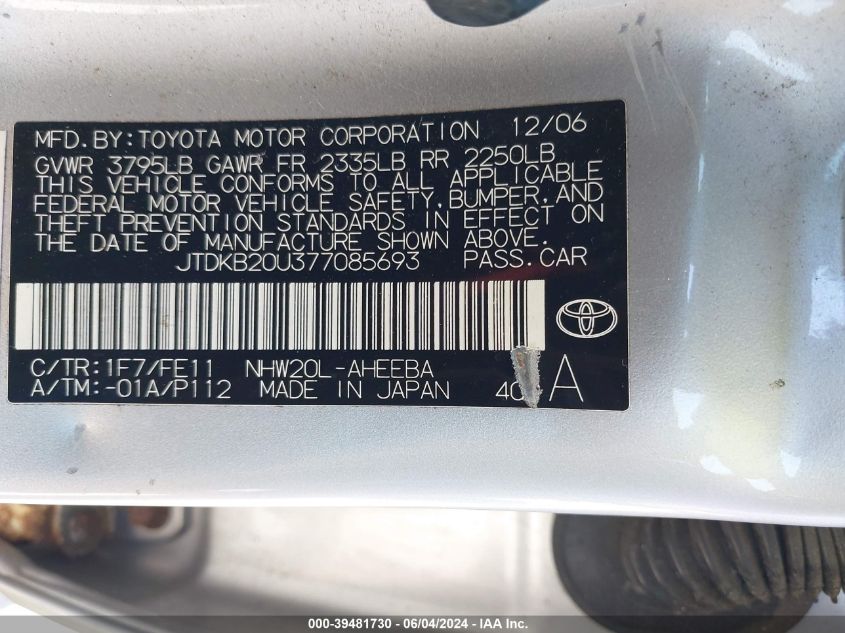 MFD. BY: TOYOTA MOTOR CORPORATION 12/06
GVWR 3795LB GAWR FR 2335LB RR 2250LB
THIS VEHICLE CONFORMS TO ALL APPLICABLE
FEDERAL MOTOR VEHICLE SAFETY, BUMPER, AND
THEFT PREVENTION STANDARDS IN EFFECT ON
THE DATE OF MANUFACTURE SHOWN ABOVE.
JTDKB20U377085693 PASS. CAR
C/TR: 1F7/FE11 NHW20L-AHEEBA
A/TM: -01A/P112 MADE IN JAPAN A
000-39481730 - 06/04/2024 - IAA Inc.